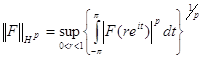 ‖F‖_{H^p} = sup_{0<r<1} { ∫_{-π}^{π} |F(re^{it})|^p dt }^{1/p}